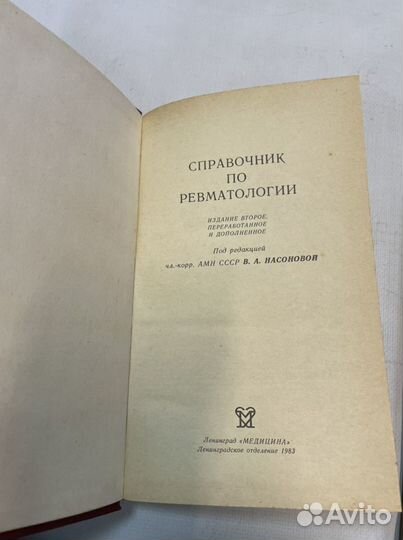 СПРАВОЧНИК
ПО
РЕВМАТОЛОГИИ
ИЗДАНИЕ ВТОРОЕ,
ПЕРЕРАБОТАННОЕ
И ДОПОЛНЕННОЕ
Под редакцией
чл.-корр. АМН СССР В. А. НАСОНОВОЙ
Ленинград «МЕДИЦИНА»
Ленинградское отделение 1983
Avito